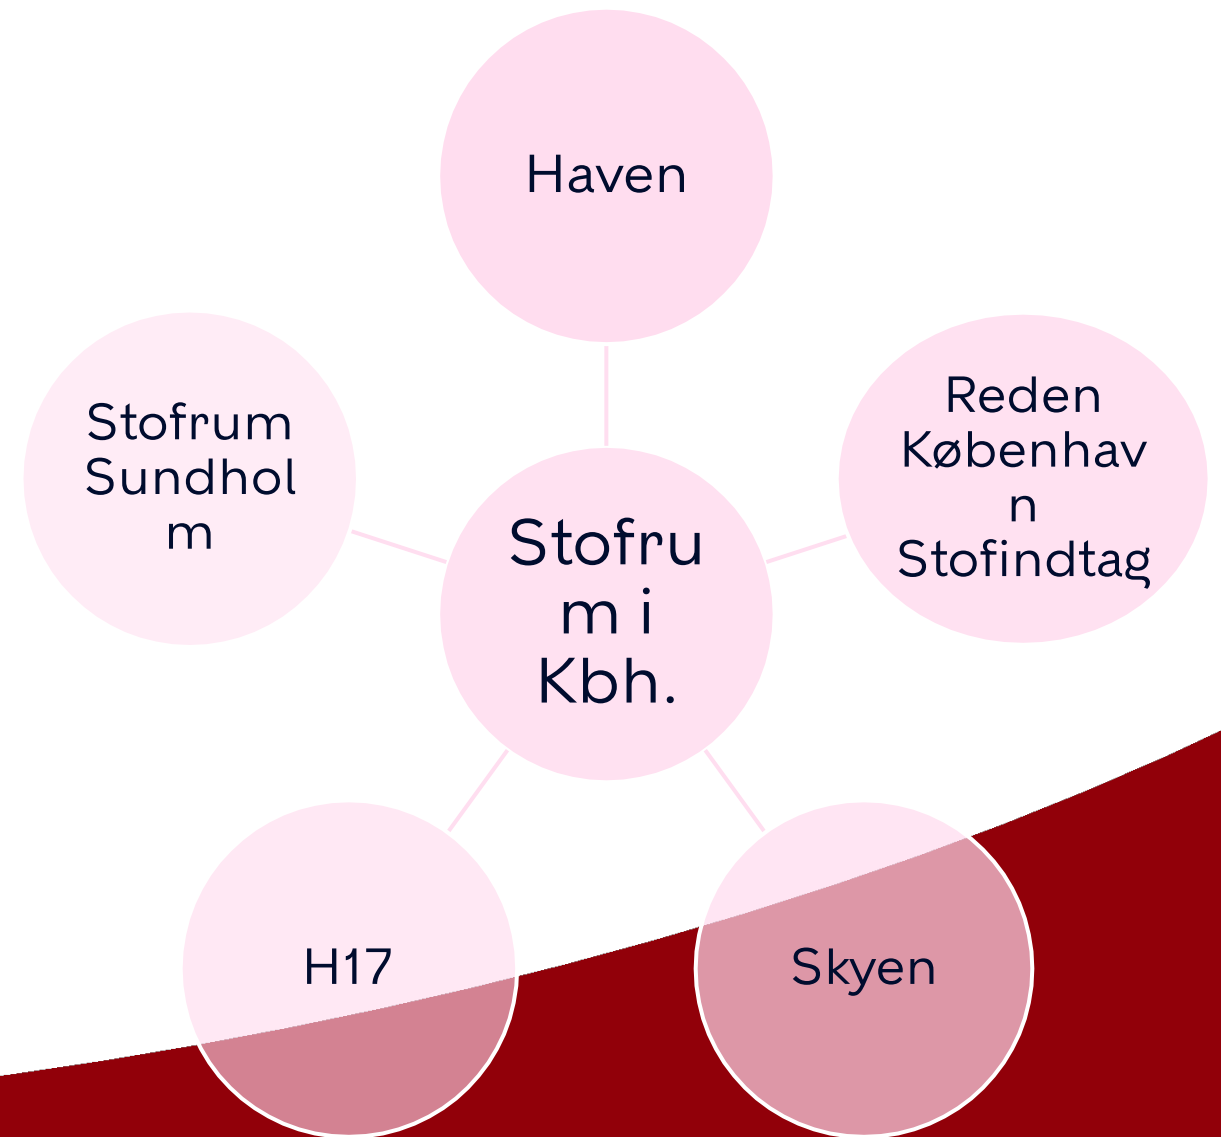 Haven
Stofrum
Sundhol
m
Reden
Københav
n
Stofindtag
Stofru
m i
Kbh.
H17
Skyen